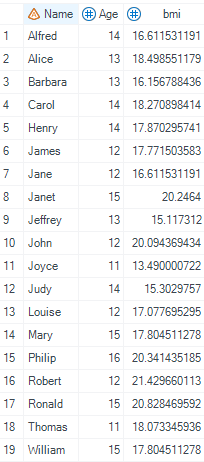 Name Age bmi
1 Alfred 14 16.611531191
2 Alice 13 18.498551179
3 Barbara 13 16.156788436
4 Carol 14 18.270898414
5 Henry 14 17.870295741
6 James 12 17.771503583
7 Jane 12 16.611531191
8 Janet 15 20.2464
9 Jeffrey 13 15.117312
10 John 12 20.094369434
11 Joyce 11 13.490000722
12 Judy 14 15.3029757
13 Louise 12 17.077695295
14 Mary 15 17.804511278
15 Philip 16 20.341435185
16 Robert 12 21.429660113
17 Ronald 15 20.828469592
18 Thomas 11 18.073345936
19 William 15 17.804511278